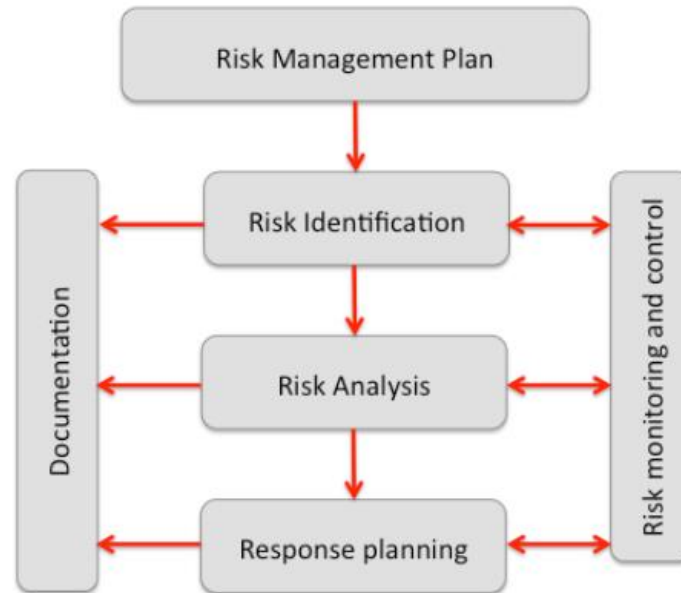 Risk Management Plan
Risk Identification
Documentation
Risk monitoring and control
Risk Analysis
Response planning